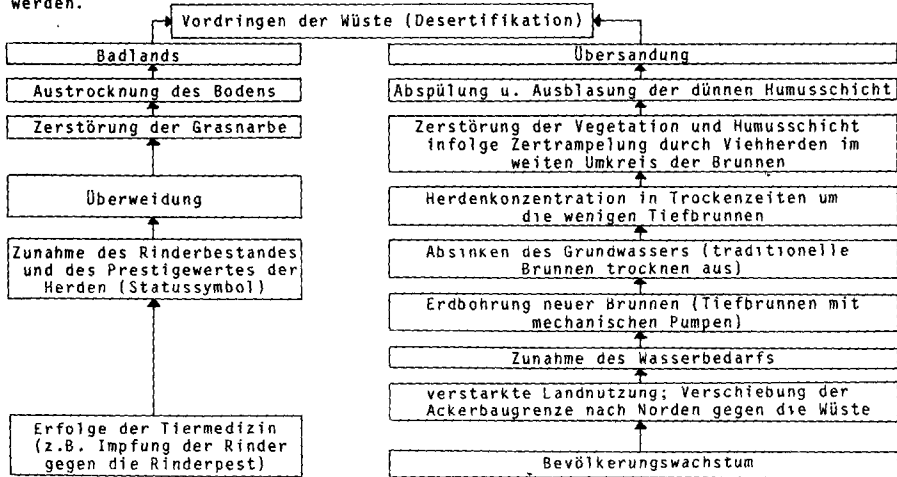 werden.
Vordringen der Wüste (Desertifikation)
Badlands
Austrocknung des Bodens
Zerstörung der Grasnarbe
Überweidung
Zunahme des Rinderbestandes
und des Prestigewertes der
Herden (Statussymbol)
Erfolge der Tiermedizin
(z.B. Impfung der Rinder
gegen die Rinderpest)
Übersandung
Abspülung u. Ausblasung der dünnen Humusschicht
Zerstörung der Vegetation und Humusschicht
infolge Zertrampelung durch Viehherden im
weiten Umkreis der Brunnen
Herdenkonzentration in Trockenzeiten um
die wenigen Tiefbrunnen
Absinken des Grundwassers (traditionelle
Brunnen trocknen aus)
Erdbohrung neuer Brunnen (Tiefbrunnen mit
mechanischen Pumpen)
Zunahme des Wasserbedarfs
verstarkte Landnutzung; Verschiebung der
Ackerbaugrenze nach Norden gegen die Wüste
Bevölkerungswachstum